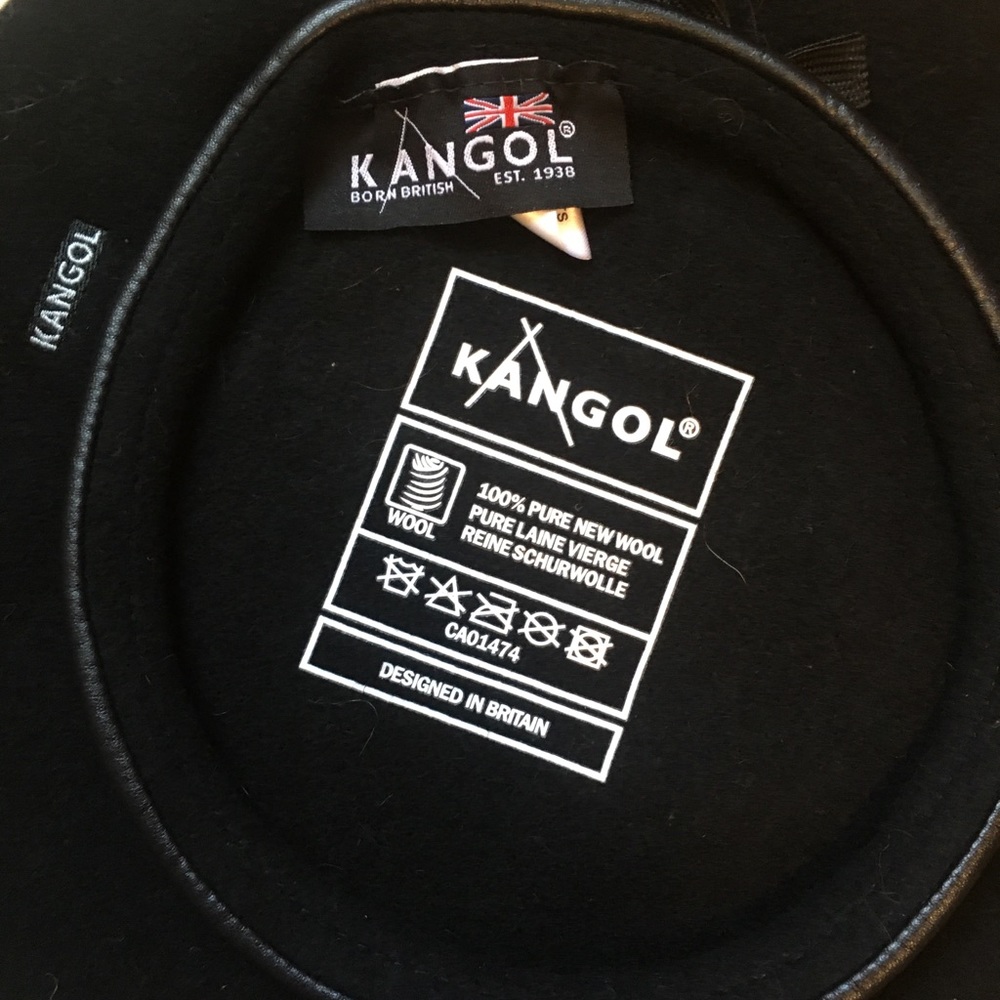 KANGOL®
BORN BRITISH EST. 1938
KANGOL
KANGOL®
WOOL
100% PURE NEW WOOL
PURE LAINE VIERGE
REINE SCHURWOLLE
CA01474
DESIGNED IN BRITAIN